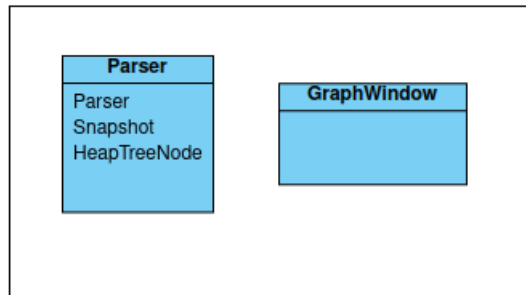 Parser
Parser
Snapshot
HeapTreeNode
GraphWindow